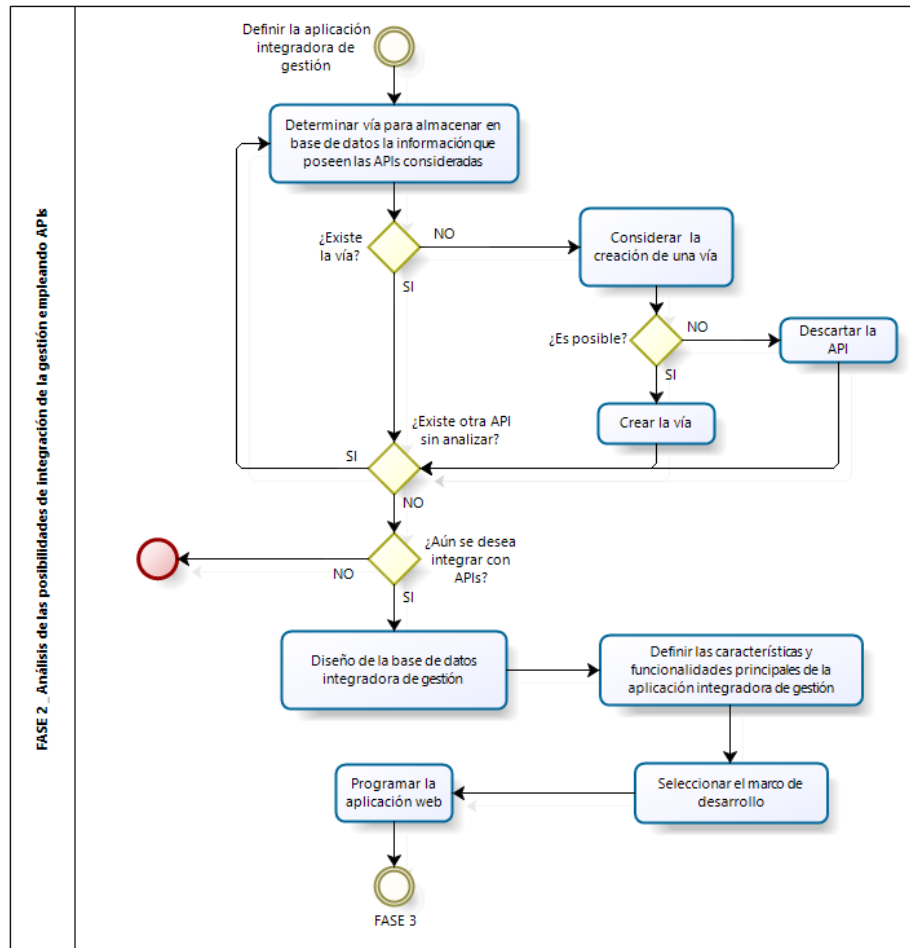 FASE 2 _ Análisis de las posibilidades de integración de la gestión empleando APIs
Definir la aplicación
integradora de
gestión
Determinar vía para almacenar en
base de datos la información que
poseen las APIs consideradas
¿Existe
la vía?
NO
SI
Considerar la
creación de una vía
¿Es posible?
NO
SI
Descartar la
API
Crear la vía
¿Existe otra API
sin analizar?
SI
NO
¿Aún se desea
integrar con
APIs?
NO
SI
Diseño de la base de datos
integradora de gestión
Definir las características y
funcionalidades principales de la
aplicación integradora de gestión
Seleccionar el marco de
desarrollo
Programar la
aplicación web
FASE 3